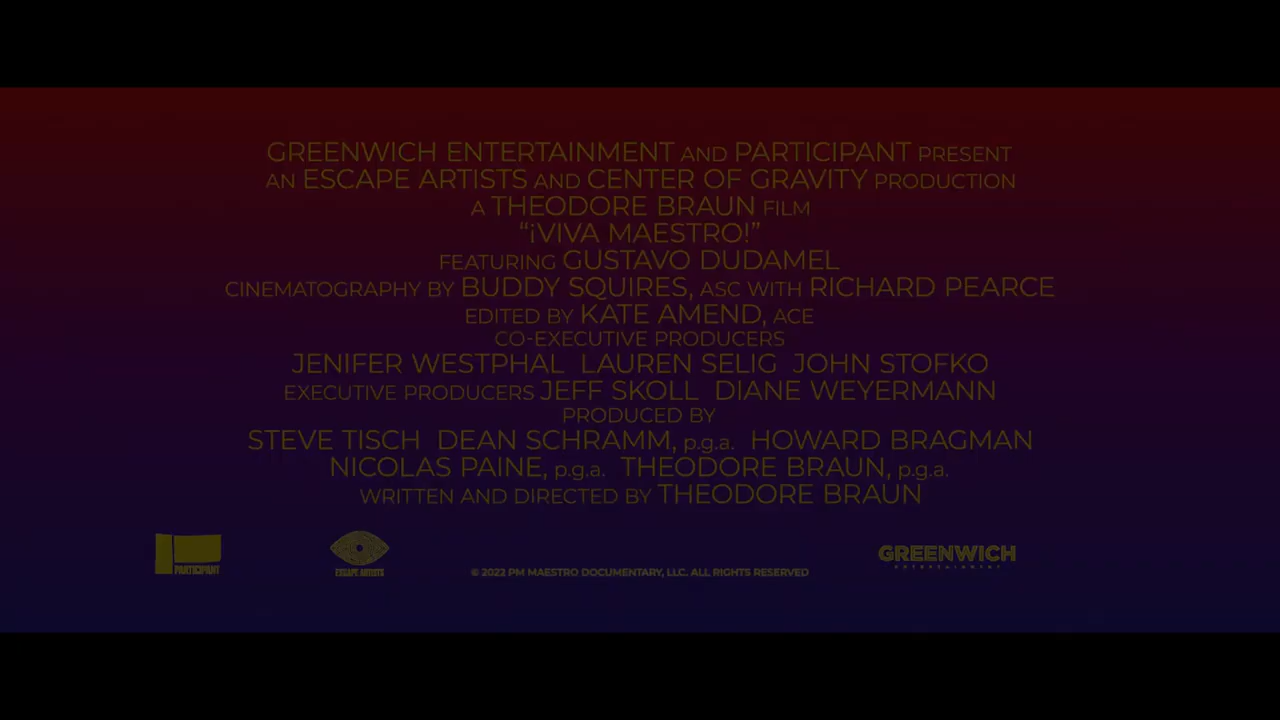 GREENWICH ENTERTAINMENT AND PARTICIPANT PRESENT
AN ESCAPE ARTISTS AND CENTER OF GRAVITY PRODUCTION
A THEODORE BRAUN FILM
“¡VIVA MAESTRO!”
FEATURING GUSTAVO DUDAMEL
CINEMATOGRAPHY BY BUDDY SQUIRES, ASC WITH RICHARD PEARCE
EDITED BY KATE AMEND, ACE
CO-EXECUTIVE PRODUCERS
JENIFER WESTPHAL LAUREN SELIG JOHN STOFKO
EXECUTIVE PRODUCERS JEFF SKOLL DIANE WEYERMANN
PRODUCED BY
STEVE TISCH DEAN SCHRAMM, p.g.a. HOWARD BRAGMAN
NICOLAS PAINE, p.g.a. THEODORE BRAUN, p.g.a.
WRITTEN AND DIRECTED BY THEODORE BRAUN
PARTICIPANT
ESCAPE ARTISTS
© 2022 PM MAESTRO DOCUMENTARY, LLC. ALL RIGHTS RESERVED
GREENWICH
ENTERTAINMENT